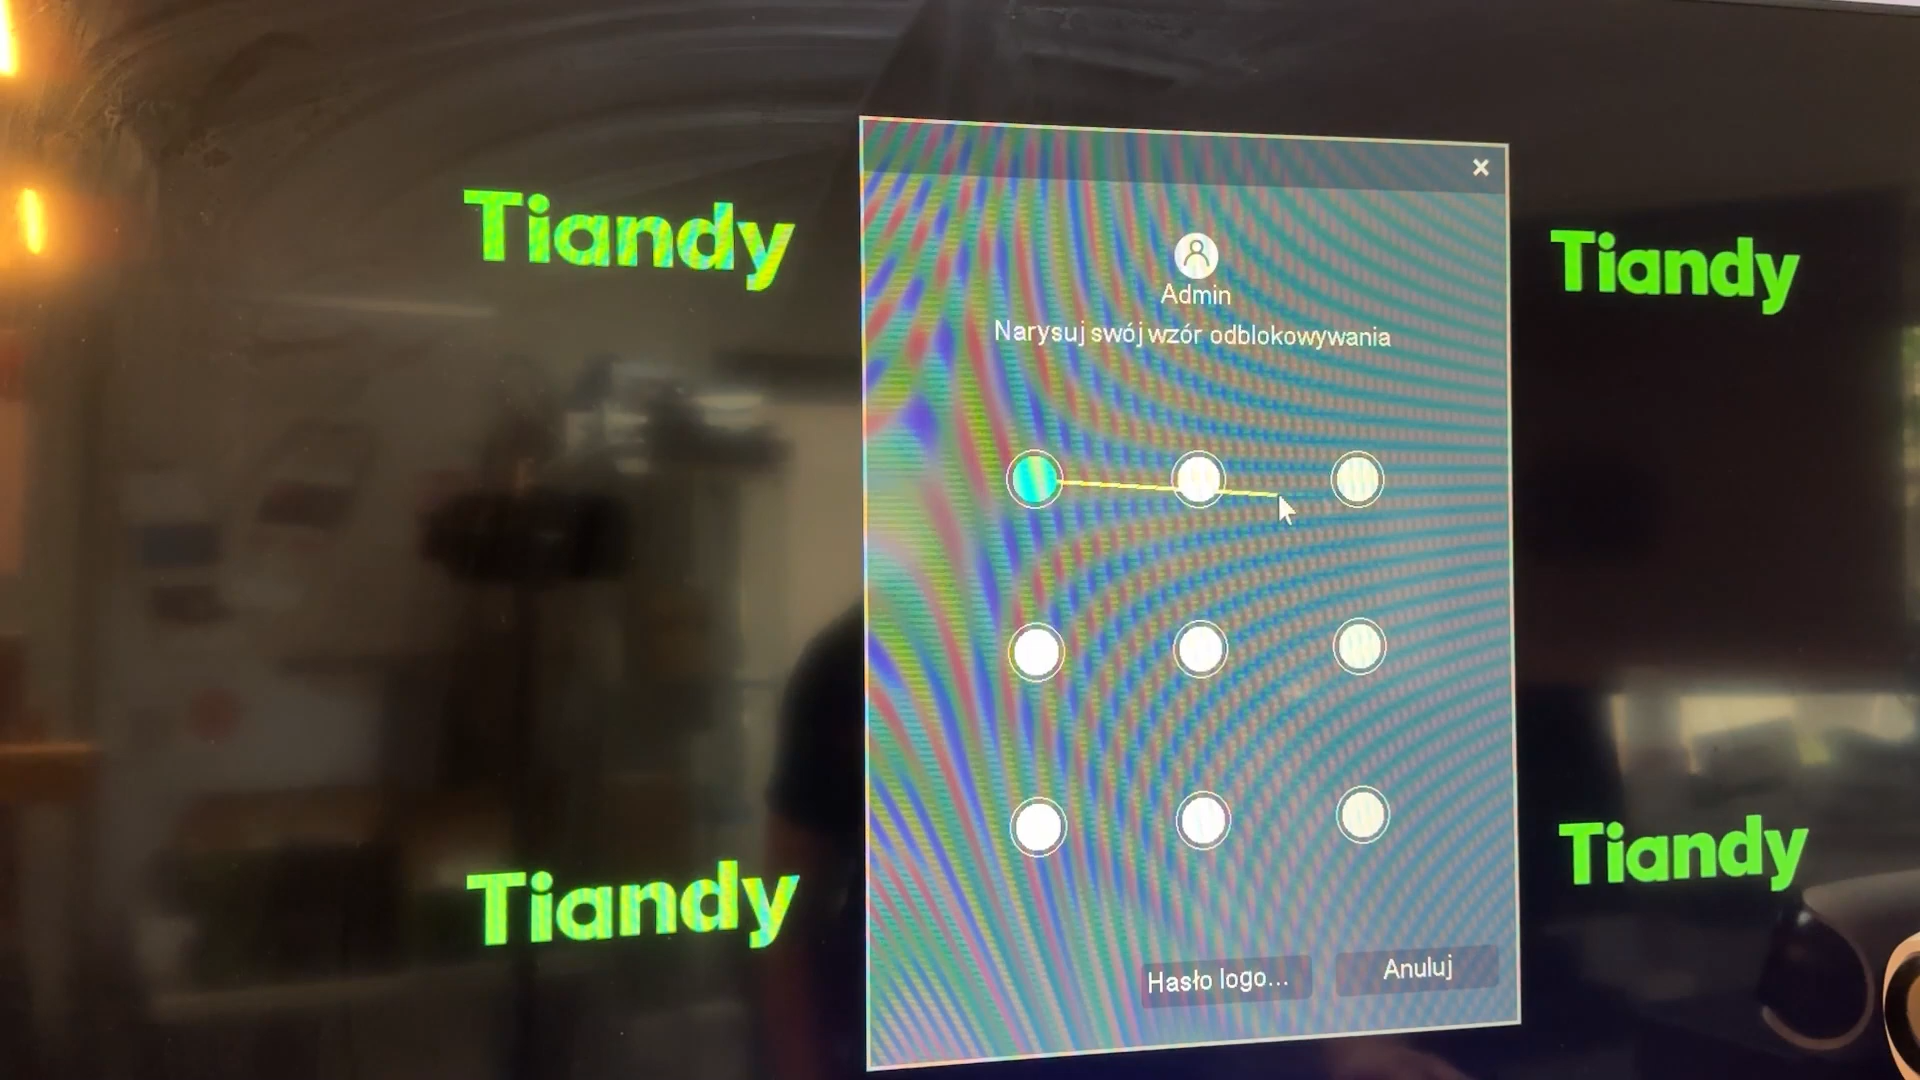 Tiandy
Tiandy
Admin
Narysuj swój wzór odblokowywania
Tiandy
Tiandy
Hasło logo...
Anuluj